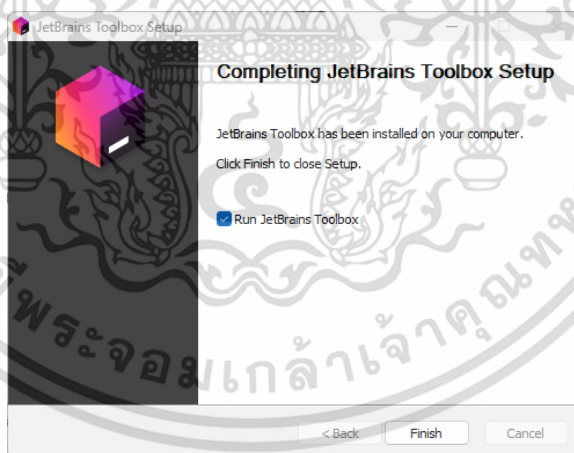 JetBrains Toolbox Setup
Completing JetBrains Toolbox Setup
JetBrains Toolbox has been installed on your computer.
Click Finish to close Setup.
Run JetBrains Toolbox
พระจอมเกล้าเจ้าคุณท
< Back
Finish
Cancel